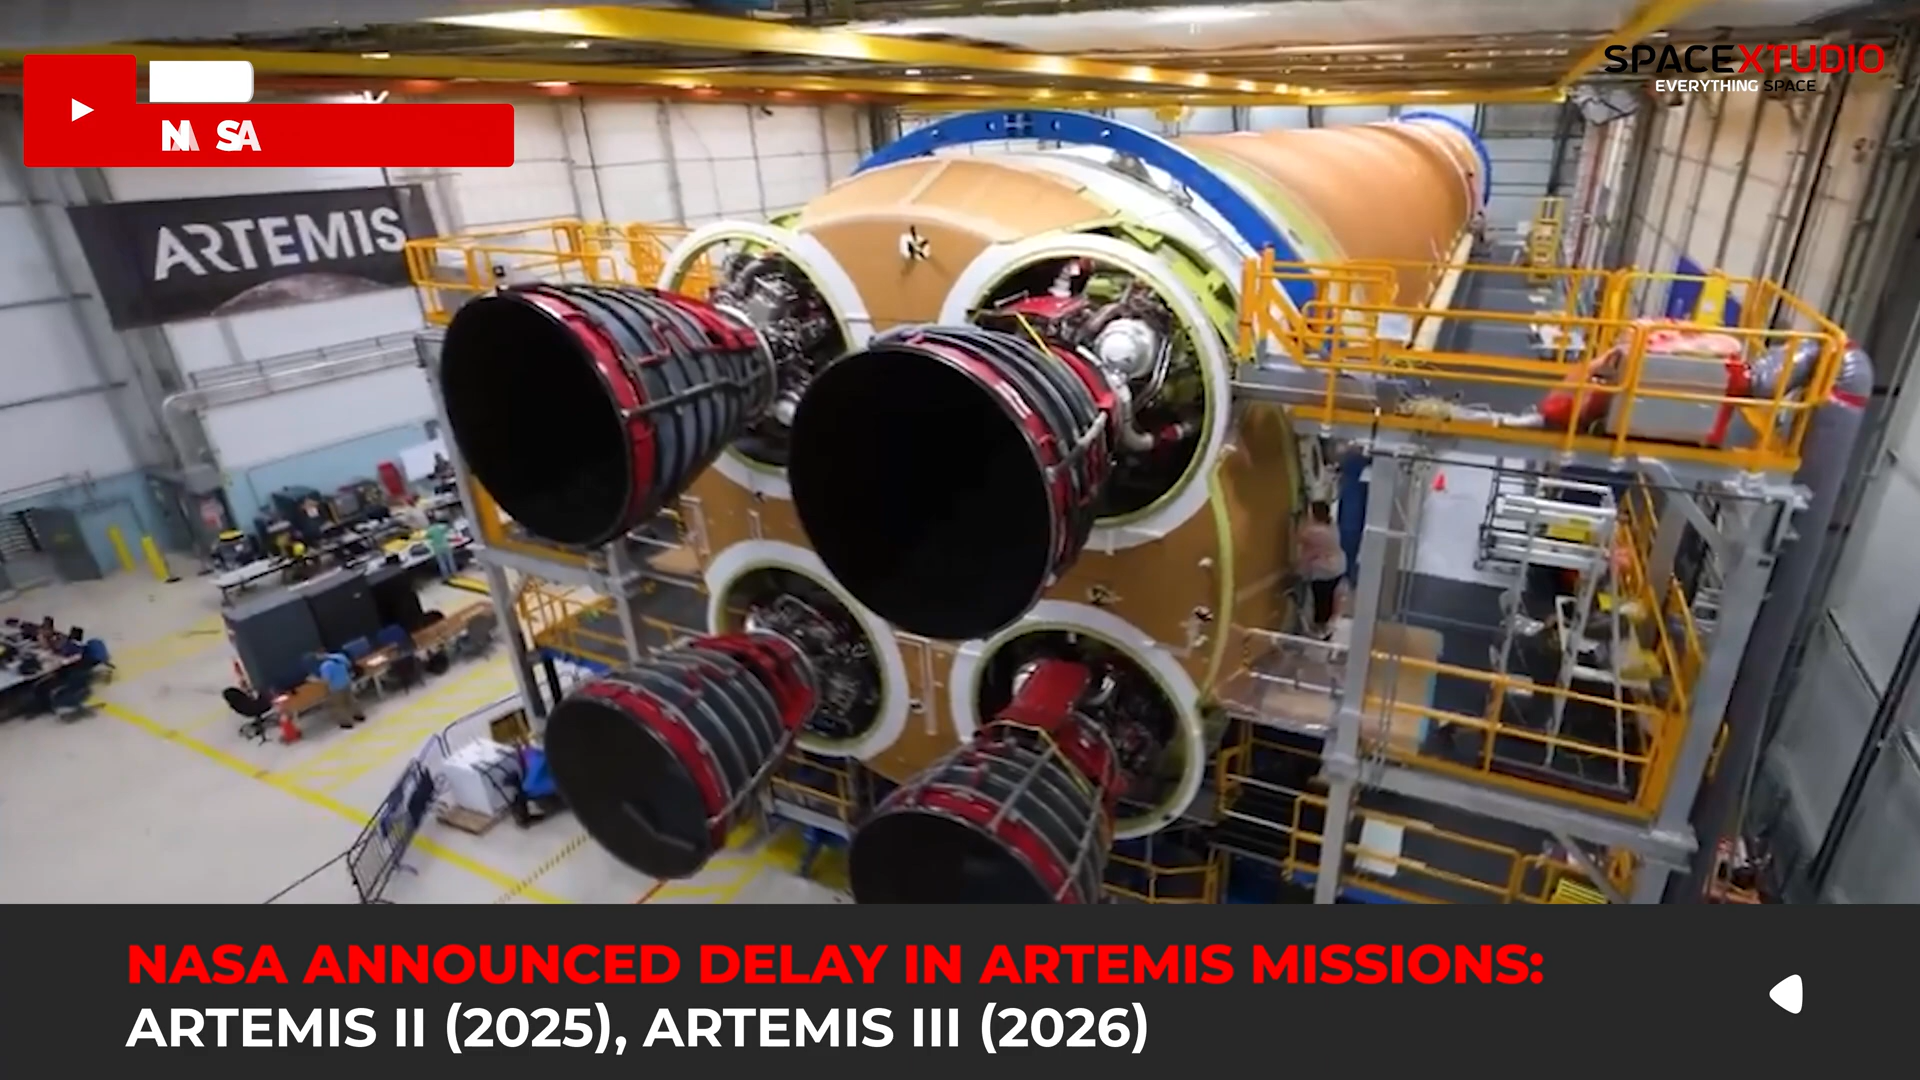 SPACEXTUDIO
EVERYTHING SPACE
NASA
ARTEMIS
NASA ANNOUNCED DELAY IN ARTEMIS MISSIONS:
ARTEMIS II (2025), ARTEMIS III (2026)